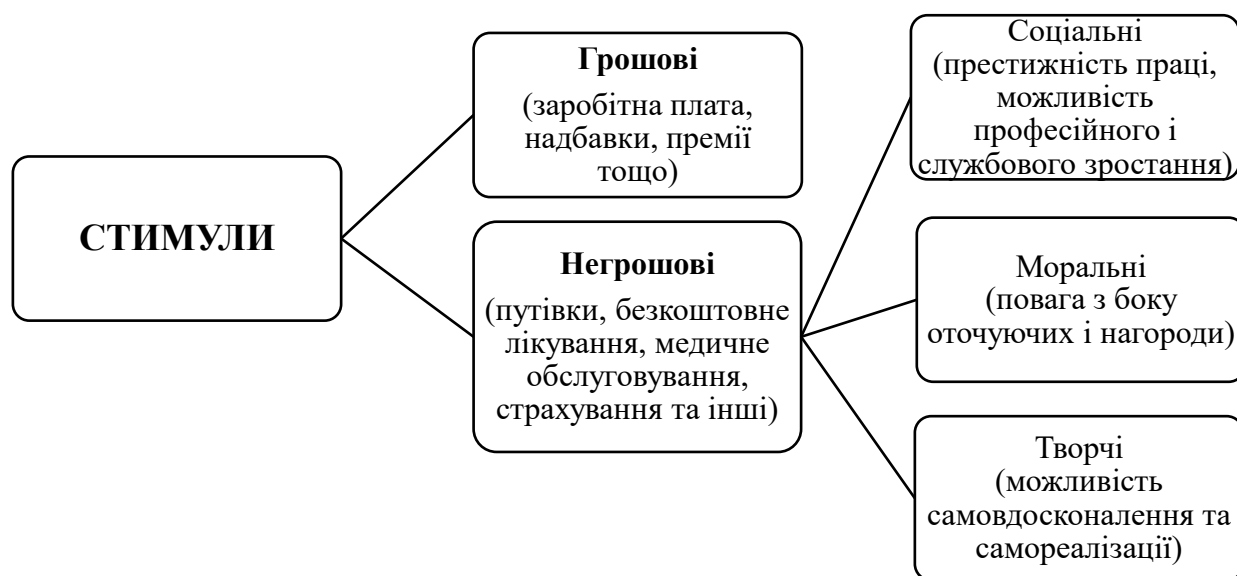 СТИМУЛИ
Грошові
(заробітна плата,
надбавки, премії
тощо)
Негрошові
(путівки, безкоштовне
лікування, медичне
обслуговування,
страхування та інші)
Соціальні
(престижність праці,
можливість
професійного і
службового зростання)
Моральні
(повага з боку
оточуючих і нагороди)
Творчі
(можливість
самовдосконалення та
самореалізації)